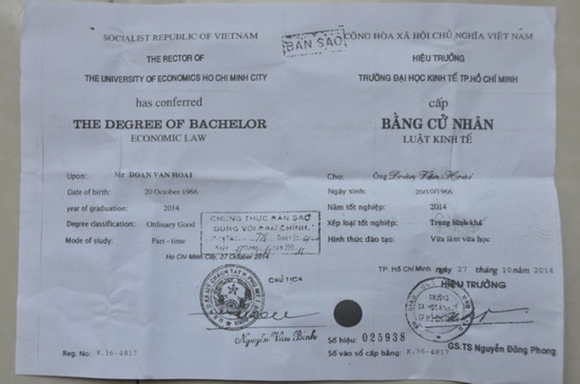 SOCIALIST REPUBLIC OF VIETNAM
THE RECTOR OF
THE UNIVERSITY OF ECONOMICS HO CHI MINH CITY
has conferred
THE DEGREE OF BACHELOR
ECONOMIC LAW
Upon: Mr DOAN VAN HOAI
Date of birth: 20 October 1966
year of graduation: 2014
Degree classification: Ordinary Good
Mode of study: Part - time
Ho Chi Minh City, 27 October 2014
CHỨNG THỰC BẢN SAO
ĐÚNG VỚI BẢN CHÍNH
CHỦ TỊCH
Nguyễn Văn Bình
Reg. No: K.36-4817
BẢN SAO
CỘNG HÒA XÃ HỘI CHỦ NGHĨA VIỆT NAM
HIỆU TRƯỞNG
TRƯỜNG ĐẠI HỌC KINH TẾ TP.HỒ CHÍ MINH
cấp
BẰNG CỬ NHÂN
LUẬT KINH TẾ
Cho: Ông Đoàn Văn Hoài
Ngày sinh: 20/10/1966
Năm tốt nghiệp: 2014
Xếp loại tốt nghiệp: Trung bình khá
Hình thức đào tạo: Vừa làm vừa học
TP. Hồ Chí Minh, ngày 27 tháng 10 năm 2014
HIỆU TRƯỞNG
Số hiệu: 025938
Số vào sổ cấp bằng: K.36-4817
GS.TS Nguyễn Đông Phong